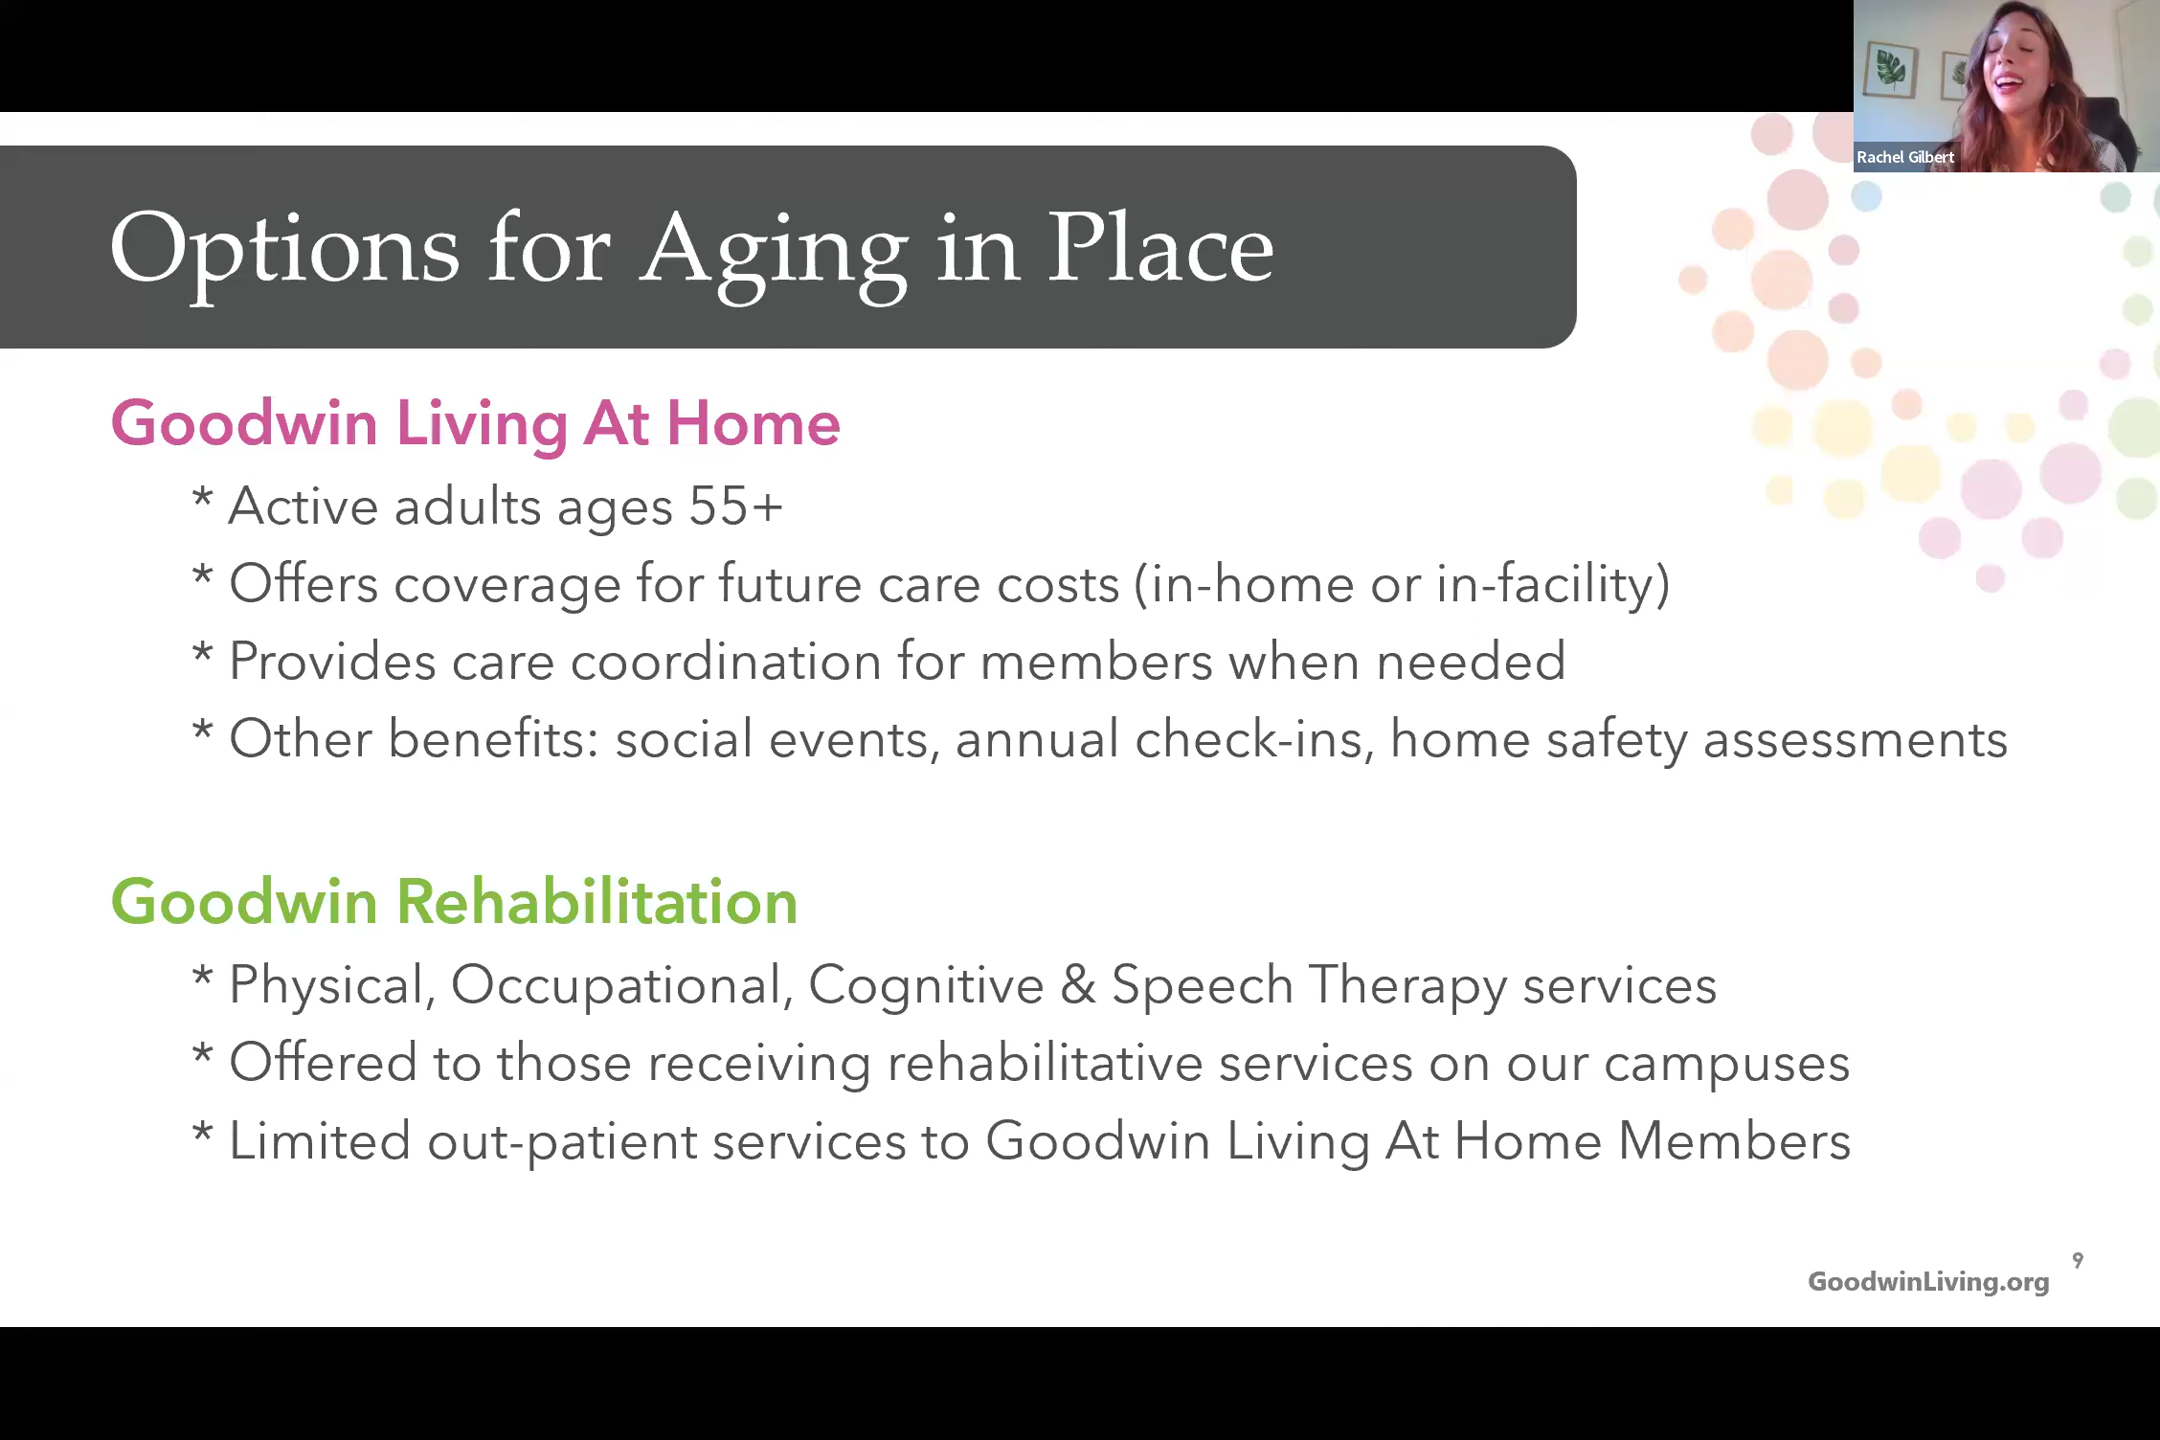 Rachel Gilbert
Options for Aging in Place
Goodwin Living At Home
* Active adults ages 55+
* Offers coverage for future care costs (in-home or in-facility)
* Provides care coordination for members when needed
* Other benefits: social events, annual check-ins, home safety assessments
Goodwin Rehabilitation
* Physical, Occupational, Cognitive & Speech Therapy services
* Offered to those receiving rehabilitative services on our campuses
* Limited out-patient services to Goodwin Living At Home Members
9
GoodwinLiving.org